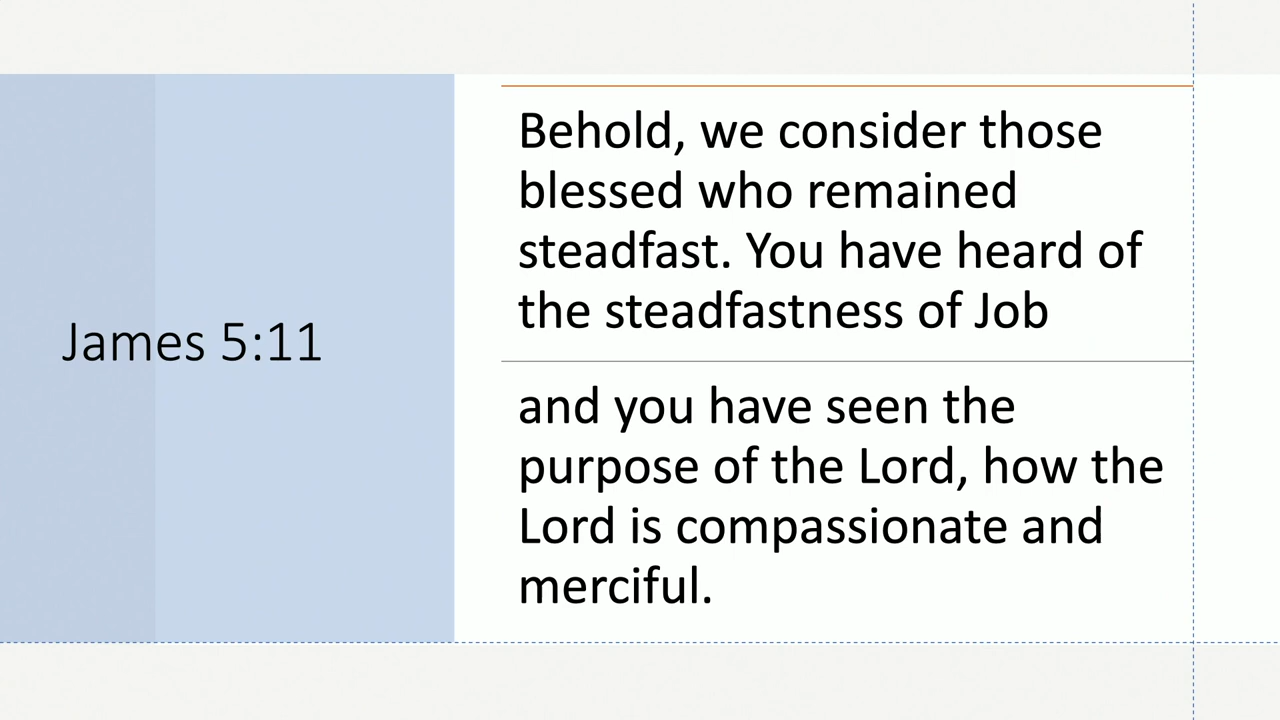 James 5:11
Behold, we consider those
blessed who remained
steadfast. You have heard of
the steadfastness of Job
and you have seen the
purpose of the Lord, how the
Lord is compassionate and
merciful.